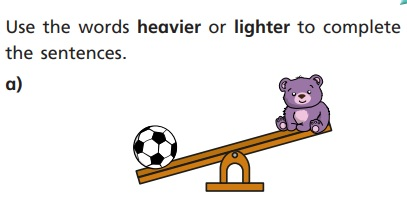 Use the words heavier or lighter to complete
the sentences.
a)